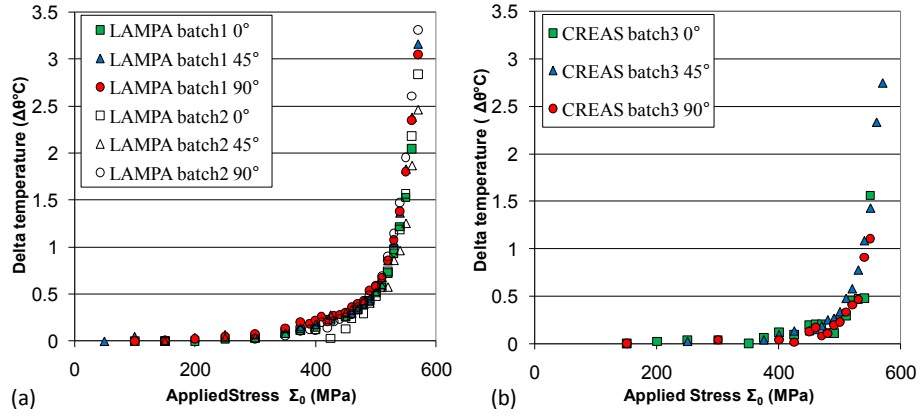 4
3.5
3
2.5
2
1.5
1
0.5
0
0
200
400
600
Delta temperature (Δθ°C)
AppliedStress Σ0 (MPa)
LAMPA batch1 0°
LAMPA batch1 45°
LAMPA batch1 90°
LAMPA batch2 0°
LAMPA batch2 45°
LAMPA batch2 90°
(a)
4
3.5
3
2.5
2
1.5
1
0.5
0
0
200
400
600
Delta temperature ( Δθ°C)
Applied Stress Σ0 (MPa)
CREAS batch3 0°
CREAS batch3 45°
CREAS batch3 90°
(b)